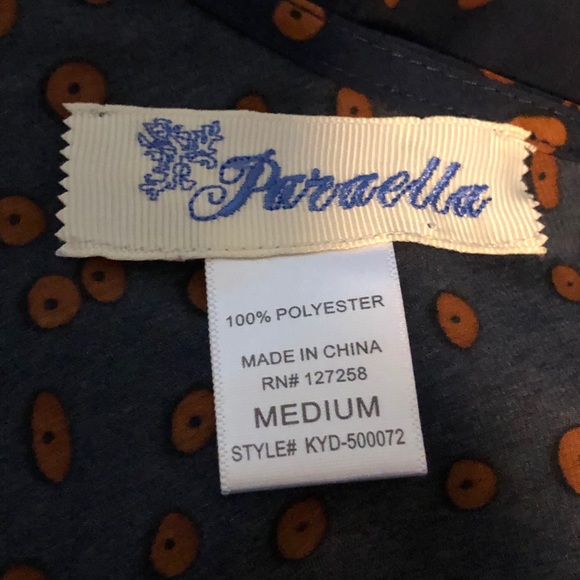 Paraella
100% POLYESTER
MADE IN CHINA
RN# 127258
MEDIUM
STYLE# KYD-500072